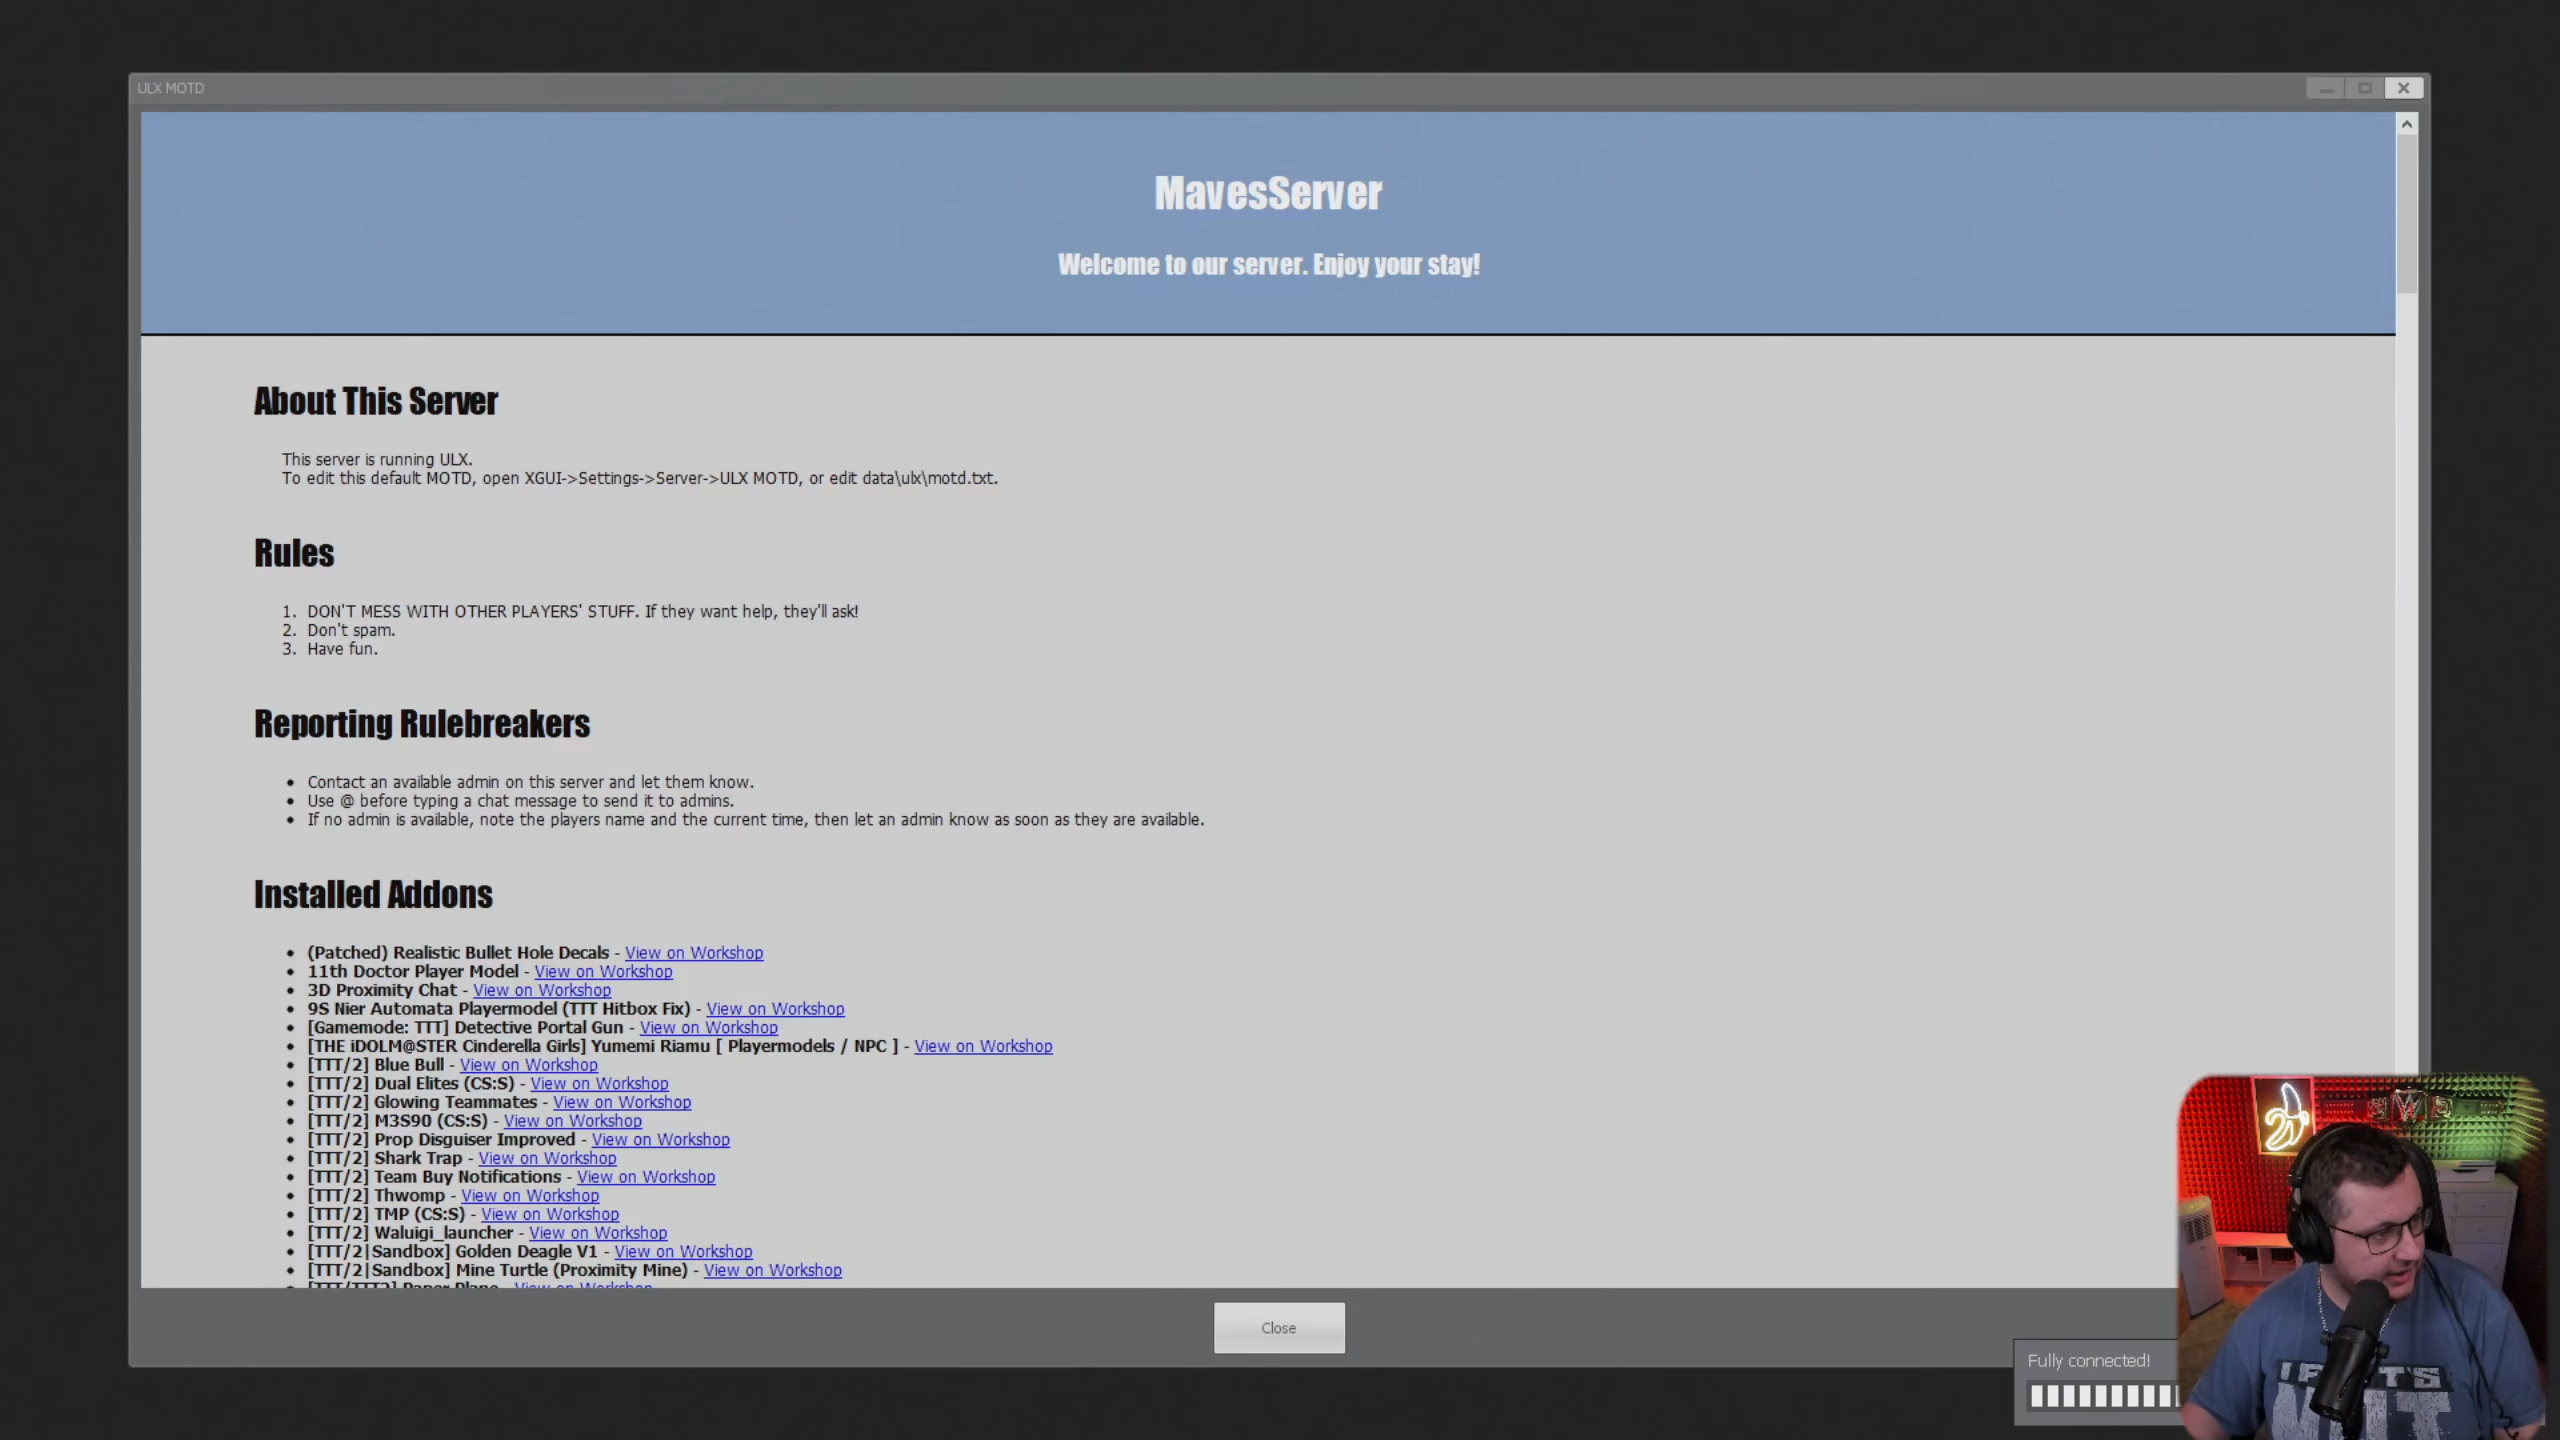 ULX MOTD
MavesServer
Welcome to our server. Enjoy your stay!
About This Server
This server is running ULX.
To edit this default MOTD, open XGUI->Settings->Server->ULX MOTD, or edit data\ulx\motd.txt.
Rules
1. DON'T MESS WITH OTHER PLAYERS' STUFF. If they want help, they'll ask!
2. Don't spam.
3. Have fun.
Reporting Rulebreakers
• Contact an available admin on this server and let them know.
• Use @ before typing a chat message to send it to admins.
• If no admin is available, note the players name and the current time, then let an admin know as soon as they are available.
Installed Addons
• (Patched) Realistic Bullet Hole Decals - View on Workshop
• 11th Doctor Player Model - View on Workshop
• 3D Proximity Chat - View on Workshop
• 9S Nier Automata Playermodel (TTT Hitbox Fix) - View on Workshop
• [Gamemode: TTT] Detective Portal Gun - View on Workshop
• [THE iDOLM@STER Cinderella Girls] Yumemi Riamu [ Playermodels / NPC ] - View on Workshop
• [TTT/2] Blue Bull - View on Workshop
• [TTT/2] Dual Elites (CS:S) - View on Workshop
• [TTT/2] Glowing Teammates - View on Workshop
• [TTT/2] M3S90 (CS:S) - View on Workshop
• [TTT/2] Prop Disguiser Improved - View on Workshop
• [TTT/2] Shark Trap - View on Workshop
• [TTT/2] Team Buy Notifications - View on Workshop
• [TTT/2] Thwomp - View on Workshop
• [TTT/2] TMP (CS:S) - View on Workshop
• [TTT/2] Waluigi_launcher - View on Workshop
• [TTT/2|Sandbox] Golden Deagle V1 - View on Workshop
• [TTT/2|Sandbox] Mine Turtle (Proximity Mine) - View on Workshop
• [TTT/TTT2] Paper Plane - View on Workshop
Close
Fully connected!